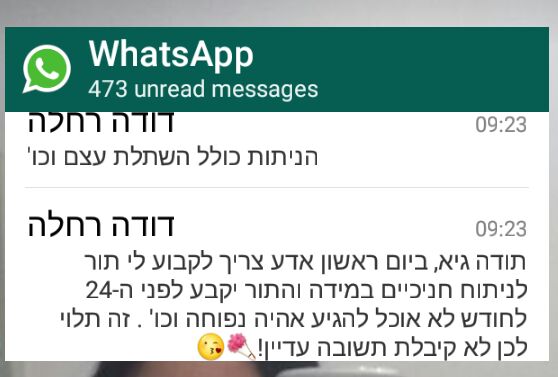 WhatsApp
473 unread messages
דודה רחלה
09:23
הניתות כולל השתלת עצם וכו'
דודה רחלה
09:23
תודה גיא, ביום ראשון אדע צריך לקבוע לי תור
לניתוח חניכיים במידה והתור יקבע לפני ה-24
לחודש לא אוכל להגיע אהיה נפוחה וכו' . זה תלוי
לכן לא קיבלת תשובה עדיין!💐😘